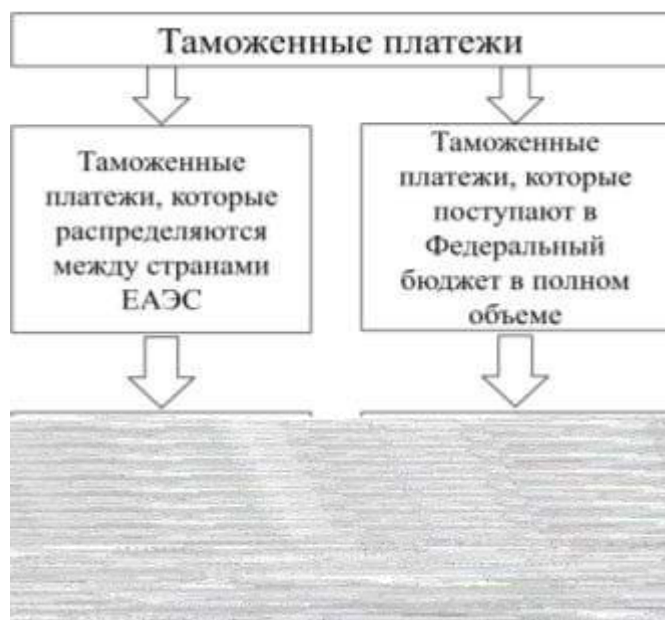 Таможенные платежи
Таможенные
платежи, которые
распределяются
между странами
ЕАЭС
Таможенные
платежи, которые
поступают в
Федеральный
бюджет в полном
объеме